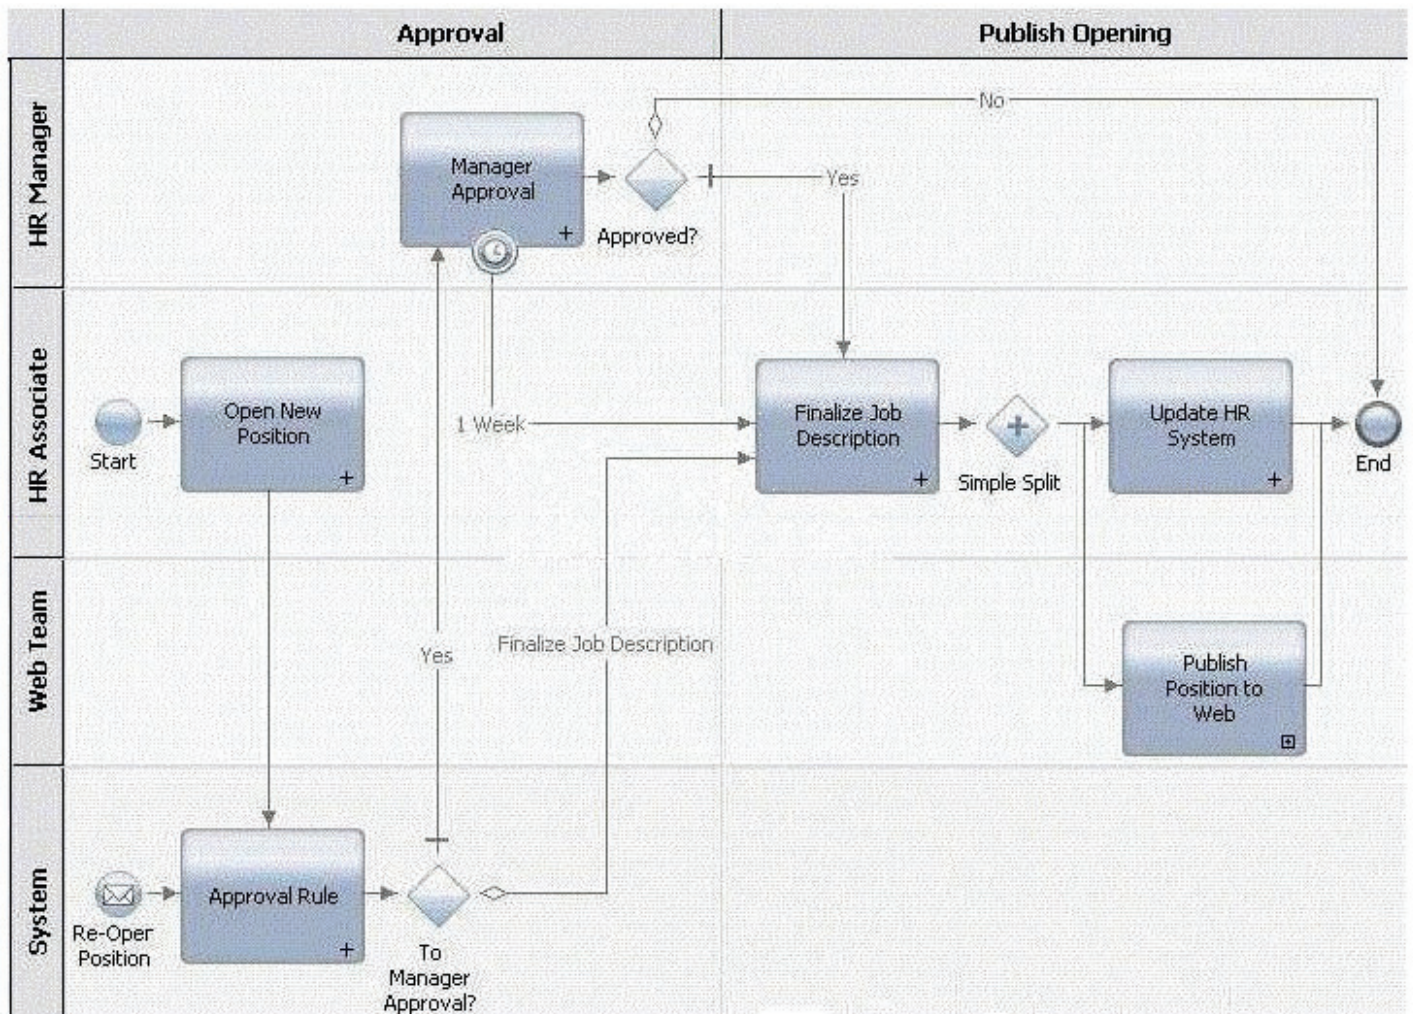 Approval
Publish Opening
HR Manager
Manager
Approval
Approved?
No
Yes
HR Associate
Start
Open New
Position
1 Week
Finalize Job
Description
Simple Split
Update HR
System
End
Web Team
Yes
Finalize Job Description
Publish
Position to
Web
System
Re-Oper
Position
Approval Rule
To
Manager
Approval?